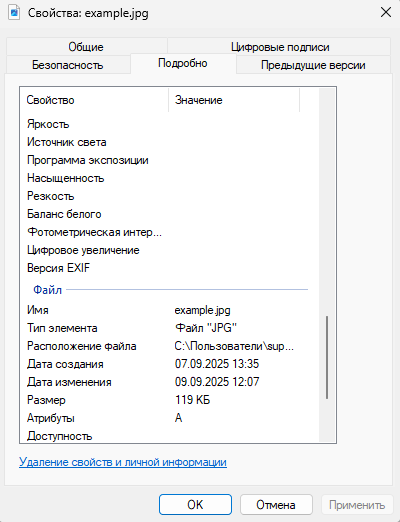 Свойства: example.jpg
Общие
Цифровые подписи
Безопасность
Подробно
Предыдущие версии
Свойство Значение
Яркость
Источник света
Программа экспозиции
Насыщенность
Резкость
Баланс белого
Фотометрическая интер...
Цифровое увеличение
Версия EXIF
Файл
Имя example.jpg
Тип элемента Файл "JPG"
Расположение файла C:\Пользователи\sup...
Дата создания 07.09.2025 13:35
Дата изменения 09.09.2025 12:07
Размер 119 КБ
Атрибуты A
Доступность
Удаление свойств и личной информации
OK Отмена Применить